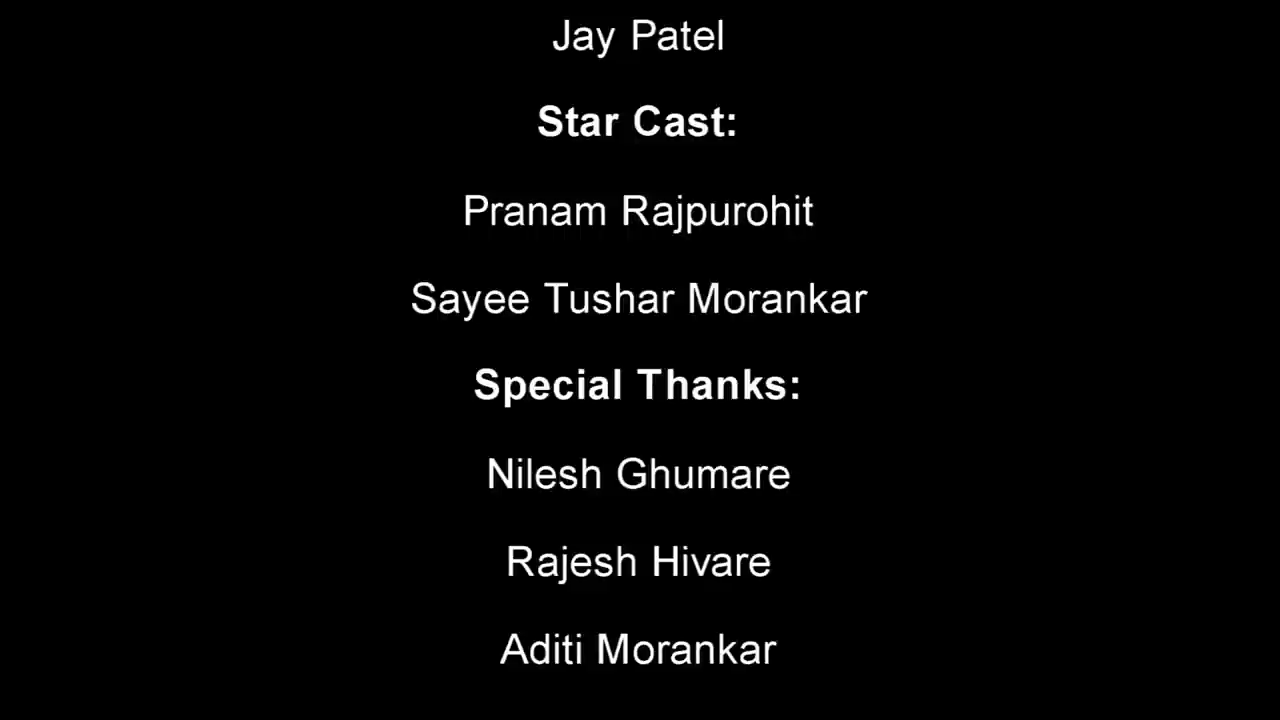 Jay Patel
Star Cast:
Pranam Rajpurohit
Sayee Tushar Morankar
Special Thanks:
Nilesh Ghumare
Rajesh Hivare
Aditi Morankar